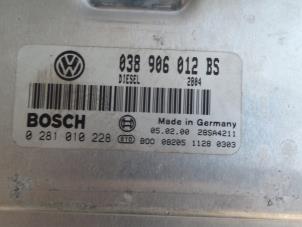 038 906 012 BS
DIESEL 2804
Made in Germany
BOSCH
05.02.00 28SA4211
0 281 010 228 BOO 08205 1128 0303